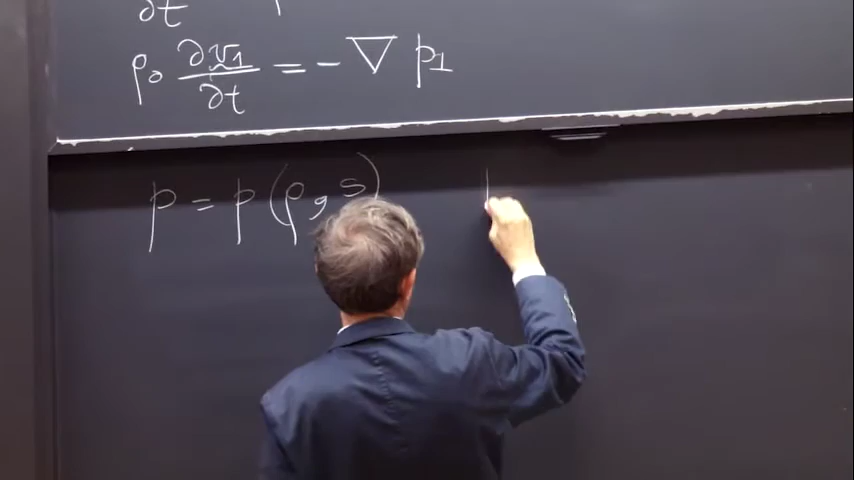 ∂t
ρ₀ ∂v₁/∂t = - ∇ p₁
p = p(ρ, s)